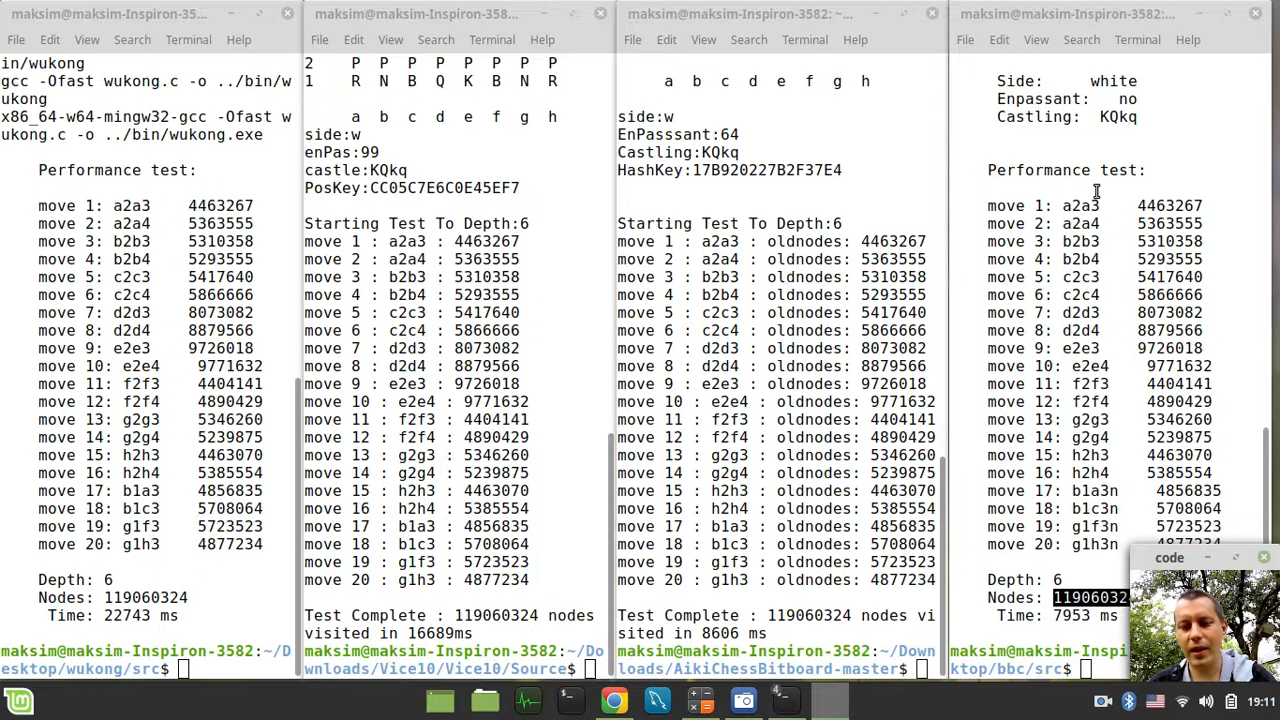 maksim@maksim-Inspiron-35...
File Edit View Search Terminal Help
in/wukong
gcc -Ofast wukong.c -o ../bin/w
ukong
x86_64-w64-mingw32-gcc -Ofast w
ukong.c -o ../bin/wukong.exe
Performance test:
move 1: a2a3 4463267
move 2: a2a4 5363555
move 3: b2b3 5310358
move 4: b2b4 5293555
move 5: c2c3 5417640
move 6: c2c4 5866666
move 7: d2d3 8073082
move 8: d2d4 8879566
move 9: e2e3 9726018
move 10: e2e4 9771632
move 11: f2f3 4404141
move 12: f2f4 4890429
move 13: g2g3 5346260
move 14: g2g4 5239875
move 15: h2h3 4463070
move 16: h2h4 5385554
move 17: b1a3 4856835
move 18: b1c3 5708064
move 19: g1f3 5723523
move 20: g1h3 4877234
Depth: 6
Nodes: 119060324
Time: 22743 ms
maksim@maksim-Inspiron-3582:~/D
esktop/wukong/src$
maksim@maksim-Inspiron-358...
File Edit View Search Terminal Help
2 P P P P P P P P
1 R N B Q K B N R
a b c d e f g h
side:w
enPas:99
castle:KQkq
PosKey:CC05C7E6C0E45EF7
Starting Test To Depth:6
move 1 : a2a3 : 4463267
move 2 : a2a4 : 5363555
move 3 : b2b3 : 5310358
move 4 : b2b4 : 5293555
move 5 : c2c3 : 5417640
move 6 : c2c4 : 5866666
move 7 : d2d3 : 8073082
move 8 : d2d4 : 8879566
move 9 : e2e3 : 9726018
move 10 : e2e4 : 9771632
move 11 : f2f3 : 4404141
move 12 : f2f4 : 4890429
move 13 : g2g3 : 5346260
move 14 : g2g4 : 5239875
move 15 : h2h3 : 4463070
move 16 : h2h4 : 5385554
move 17 : b1a3 : 4856835
move 18 : b1c3 : 5708064
move 19 : g1f3 : 5723523
move 20 : g1h3 : 4877234
Test Complete : 119060324 nodes
visited in 16689ms
maksim@maksim-Inspiron-3582:~/Do
wnloads/Vice10/Vice10/Source$
maksim@maksim-Inspiron-3582: ~/...
File Edit View Search Terminal Help
a b c d e f g h
side:w
EnPasssant:64
Castling:KQkq
HashKey:17B920227B2F37E4
Starting Test To Depth:6
move 1 : a2a3 : oldnodes: 4463267
move 2 : a2a4 : oldnodes: 5363555
move 3 : b2b3 : oldnodes: 5310358
move 4 : b2b4 : oldnodes: 5293555
move 5 : c2c3 : oldnodes: 5417640
move 6 : c2c4 : oldnodes: 5866666
move 7 : d2d3 : oldnodes: 8073082
move 8 : d2d4 : oldnodes: 8879566
move 9 : e2e3 : oldnodes: 9726018
move 10 : e2e4 : oldnodes: 9771632
move 11 : f2f3 : oldnodes: 4404141
move 12 : f2f4 : oldnodes: 4890429
move 13 : g2g3 : oldnodes: 5346260
move 14 : g2g4 : oldnodes: 5239875
move 15 : h2h3 : oldnodes: 4463070
move 16 : h2h4 : oldnodes: 5385554
move 17 : b1a3 : oldnodes: 4856835
move 18 : b1c3 : oldnodes: 5708064
move 19 : g1f3 : oldnodes: 5723523
move 20 : g1h3 : oldnodes: 4877234
Test Complete : 119060324 nodes vi
sited in 8606 ms
maksim@maksim-Inspiron-3582:~/Down
loads/AikiChessBitboard-master$
maksim@maksim-Inspiron-3582:...
File Edit View Search Terminal Help
Side: white
Enpassant: no
Castling: KQkq
Performance test:
move 1: a2a3 4463267
move 2: a2a4 5363555
move 3: b2b3 5310358
move 4: b2b4 5293555
move 5: c2c3 5417640
move 6: c2c4 5866666
move 7: d2d3 8073082
move 8: d2d4 8879566
move 9: e2e3 9726018
move 10: e2e4 9771632
move 11: f2f3 4404141
move 12: f2f4 4890429
move 13: g2g3 5346260
move 14: g2g4 5239875
move 15: h2h3 4463070
move 16: h2h4 5385554
move 17: b1a3n 4856835
move 18: b1c3n 5708064
move 19: g1f3n 5723523
move 20: g1h3n 4877234
Depth: 6
Nodes: 11906032
Time: 7953 ms
maksim@maksim-Inspi
ktop/bbc/src$
code
19:11